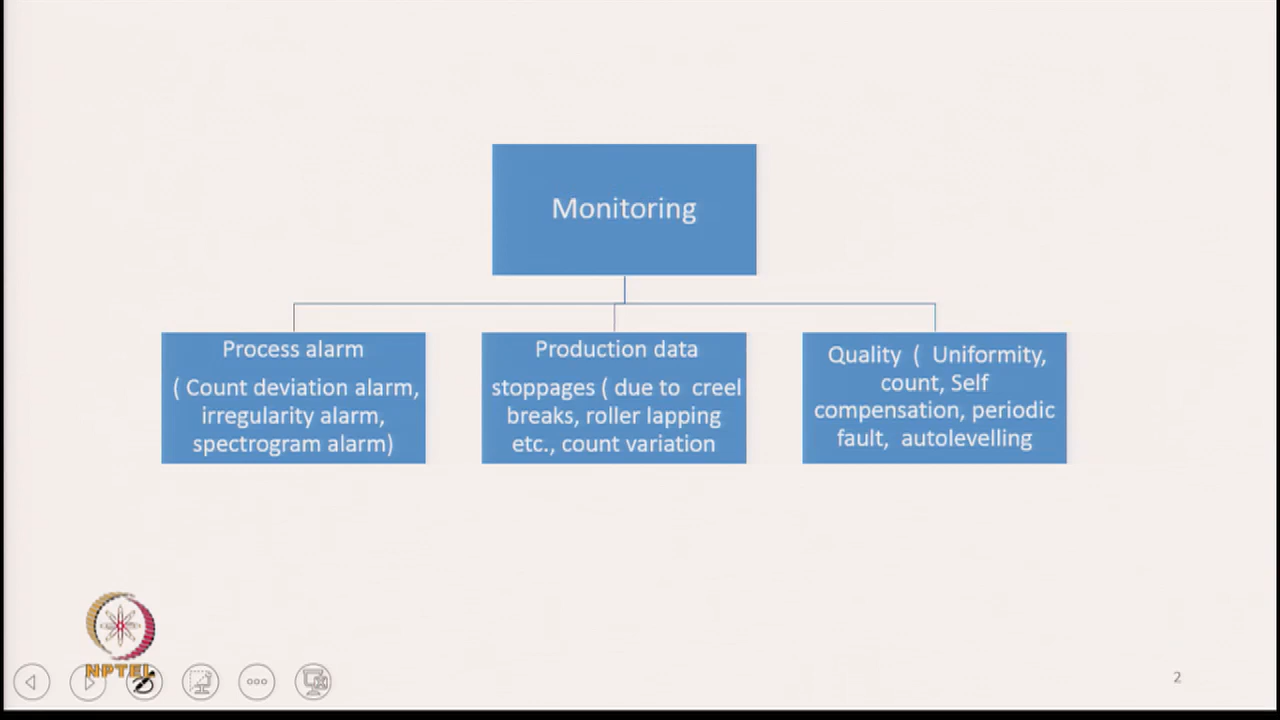 Monitoring
Process alarm
( Count deviation alarm,
irregularity alarm,
spectrogram alarm)
Production data
stoppages ( due to creel
breaks, roller lapping
etc., count variation
Quality ( Uniformity,
count, Self
compensation, periodic
fault, autolevelling
NPTEL
2